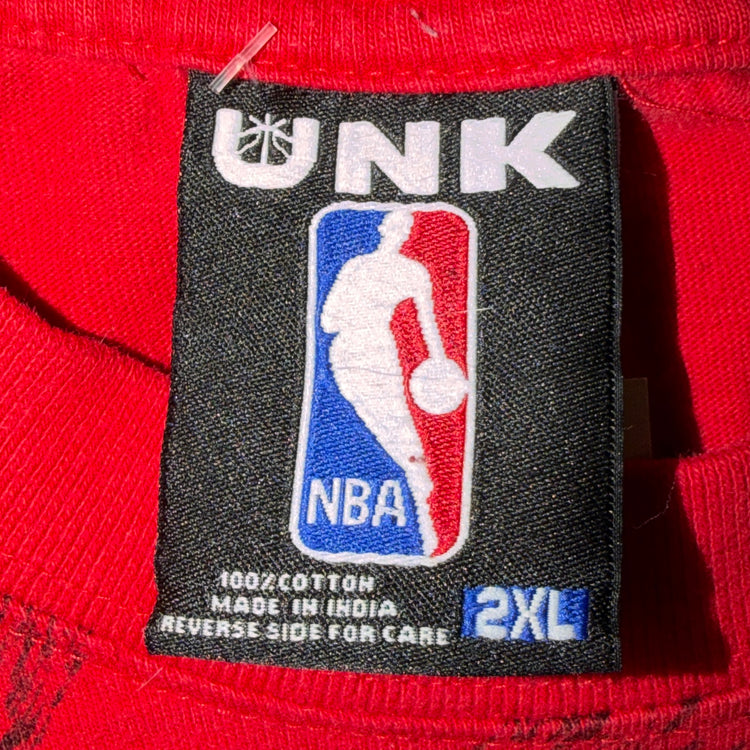 UNK
NBA
100% COTTON
MADE IN INDIA
REVERSE SIDE FOR CARE
2XL